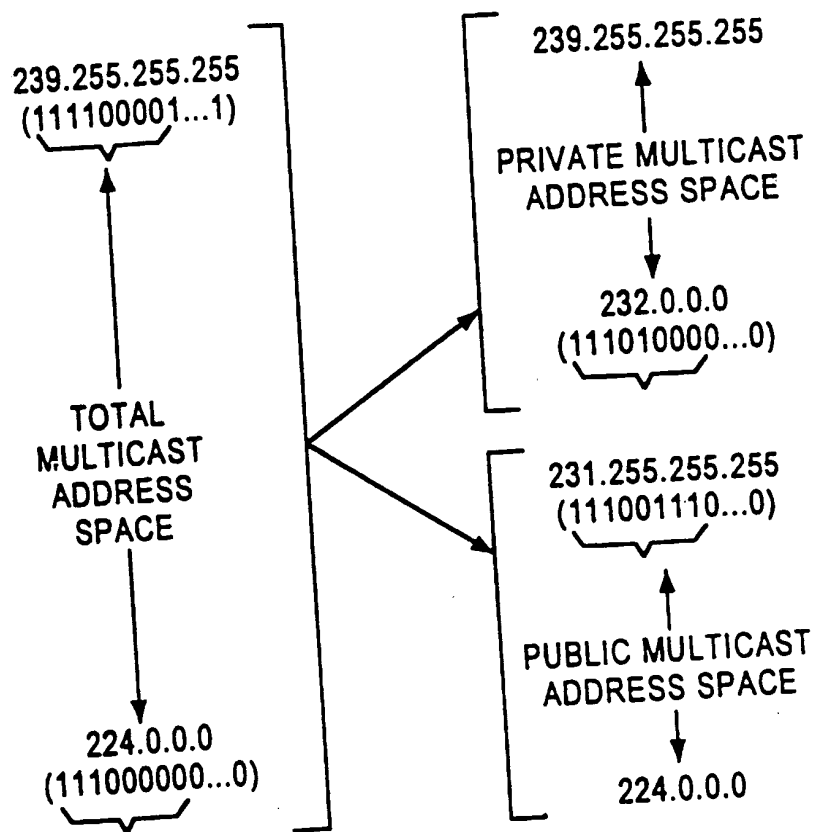 239.255.255.255
(111100001...1)
TOTAL
MULTICAST
ADDRESS
SPACE
224.0.0.0
(111000000...0)
239.255.255.255
PRIVATE MULTICAST
ADDRESS SPACE
232.0.0.0
(111010000...0)
231.255.255.255
(111001110...0)
PUBLIC MULTICAST
ADDRESS SPACE
224.0.0.0